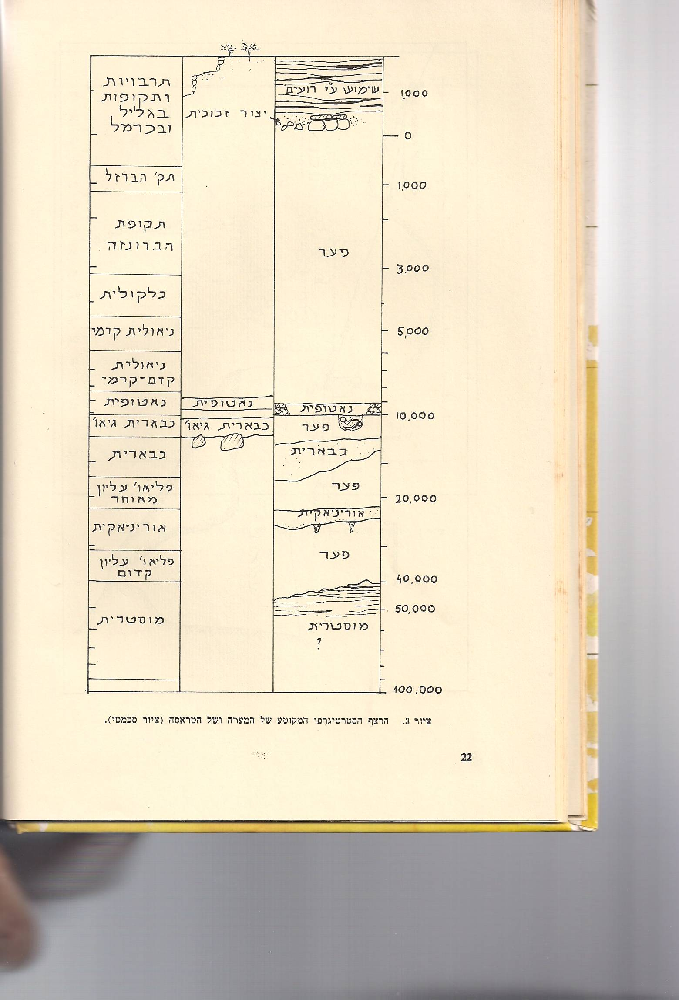 תרבויות
ותקופות
בגליל
ובכרמל
תק' הברזל
תקופת
הברונזה
כלקולית
ניאולית קדמי
ניאולית
קדם-קרמי
נאטופית
כבארית גיאו'
כבארית
פליאו' עליון
מאוחר
אוריניאקית
פליאו' עליון
קדום
מוסטרית
יצור זכוכית
נאטופית
כבארית גיאו'
שימוש ע"י רועים
פער
נאטופית
פער
כבארית
פער
אוריניאקית
פער
מוסטרית
?
1,000
0
1,000
3,000
5,000
10,000
20,000
40,000
50,000
100,000
ציור 3. הרצף הסטרטיגרפי המקוטע של המערה ושל הטראסה (ציור סכמטי).
22